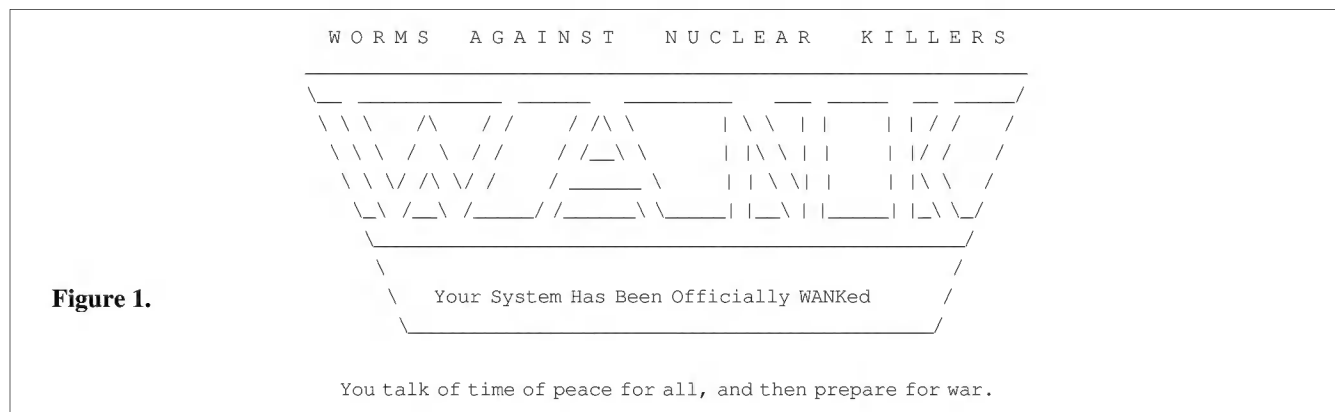 W O R M S   A G A I N S T   N U C L E A R   K I L L E R S
WANK
Your System Has Been Officially WANKed
Figure 1.
You talk of time of peace for all, and then prepare for war.